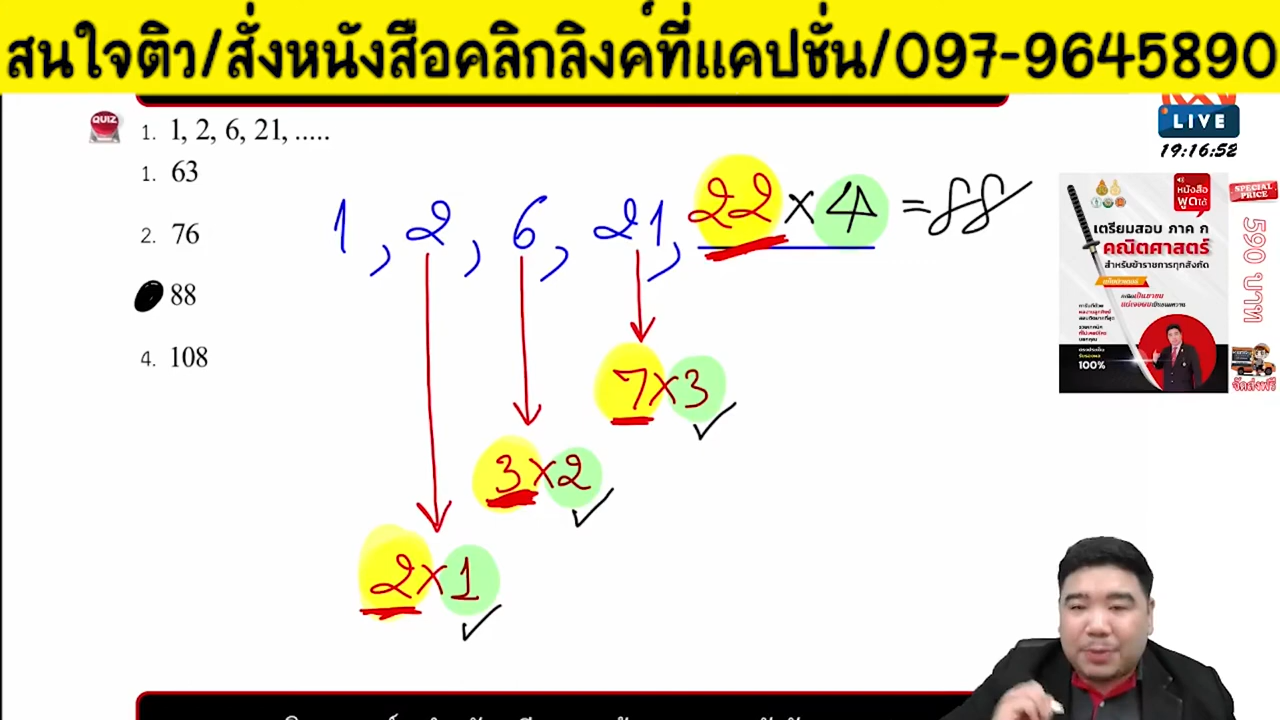 สนใจติว/สั่งหนังสือคลิกลิงค์ที่แคปชั่น/097-9645890
LIVE
19:16:52
QUIZ
1. 1, 2, 6, 21, .....
1. 63
2. 76
88
4. 108
1, 2, 6, 21, 22 × 4 = 88
7×3
3×2
2×1
หนังสือ
พูดได้
เตรียมสอบ ภาค ก
คณิตศาสตร์
สำหรับข้าราชการทุกสังกัด
100%
SPECIAL
PRICE
590 บาท
จัดส่งฟรี